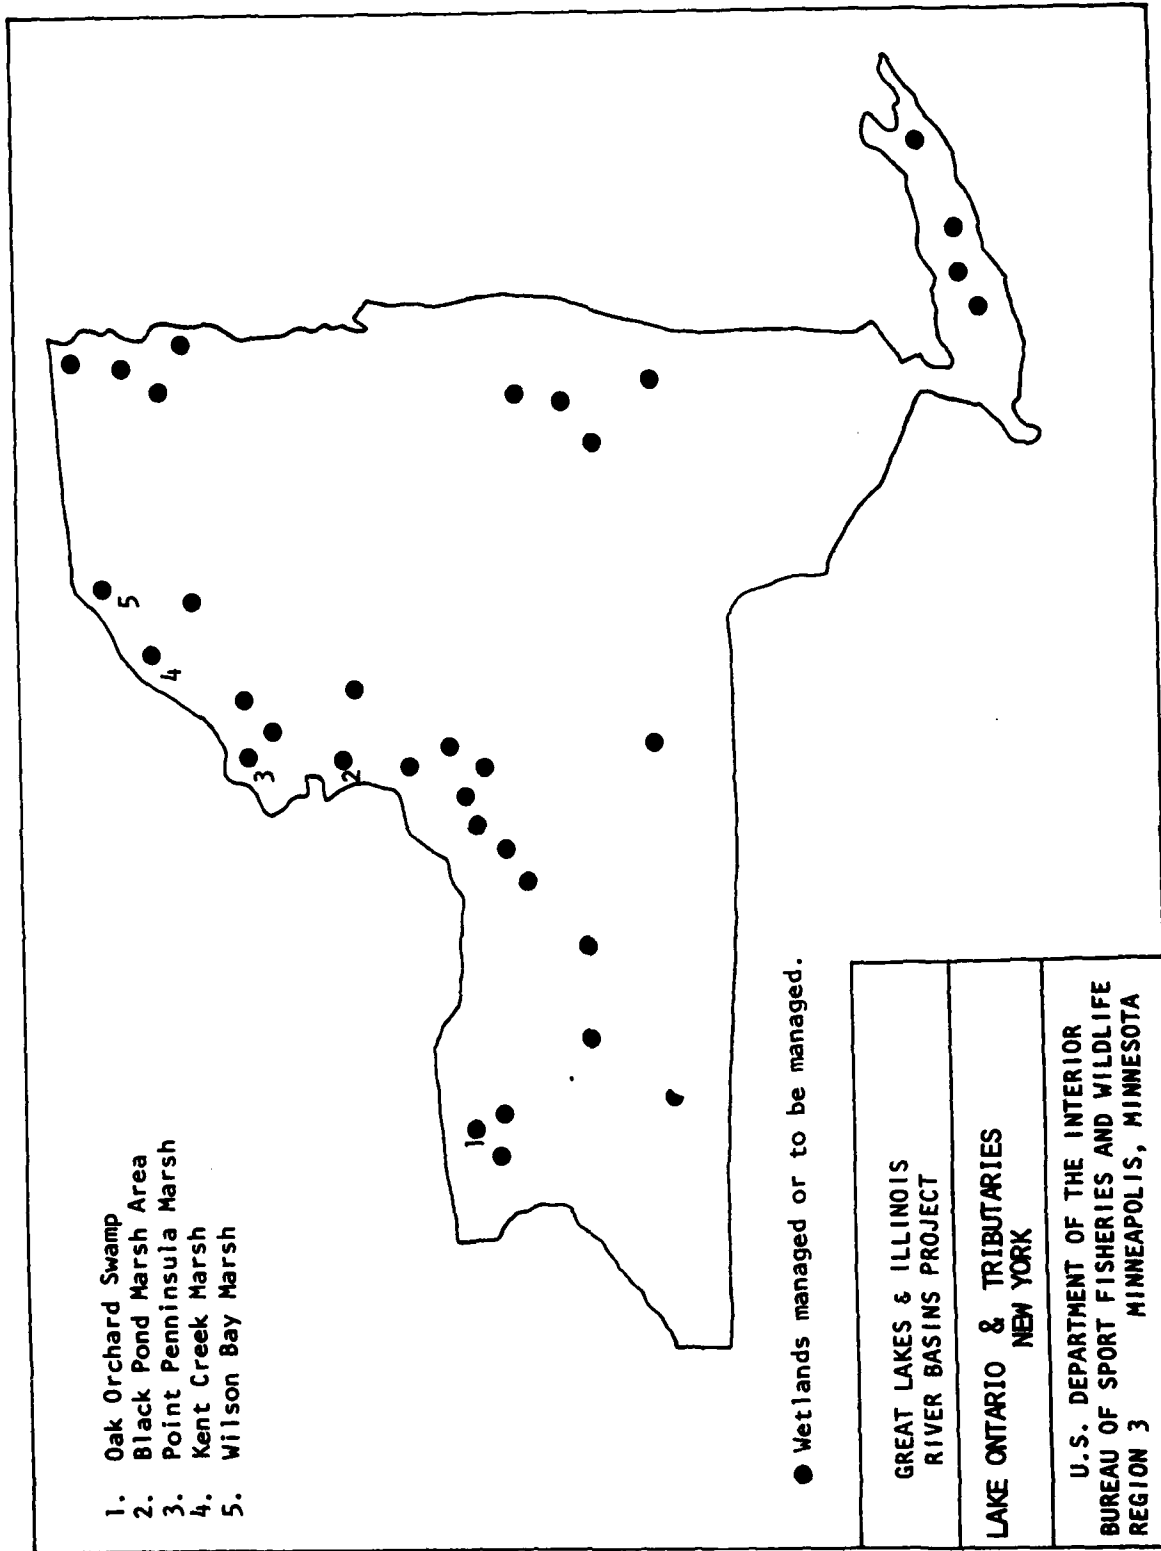 1. Oak Orchard Swamp
2. Black Pond Marsh Area
3. Point Penninsula Marsh
4. Kent Creek Marsh
5. Wilson Bay Marsh
5
4
3
2
1
● Wetlands managed or to be managed.
GREAT LAKES & ILLINOIS
RIVER BASINS PROJECT
LAKE ONTARIO & TRIBUTARIES
NEW YORK
U.S. DEPARTMENT OF THE INTERIOR
BUREAU OF SPORT FISHERIES AND WILDLIFE
REGION 3 MINNEAPOLIS, MINNESOTA